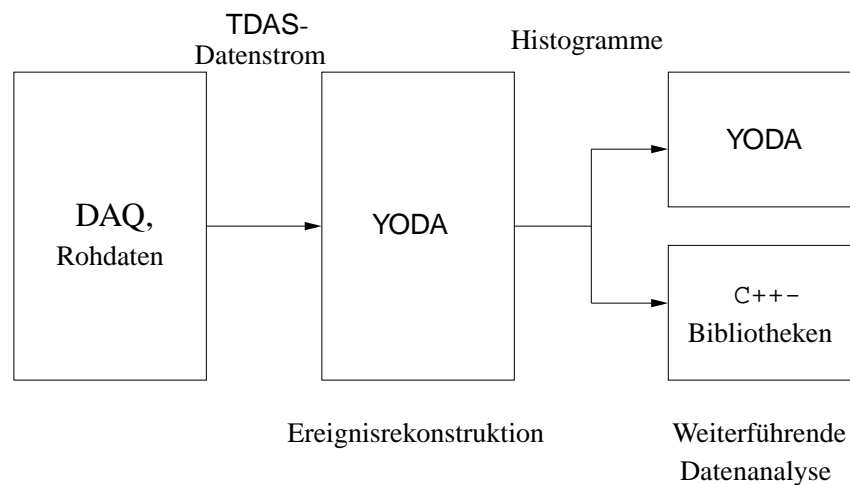 TDAS-
Datenstrom
Histogramme
DAQ,
Rohdaten
YODA
YODA
C++-
Bibliotheken
Ereignisrekonstruktion
Weiterführende
Datenanalyse